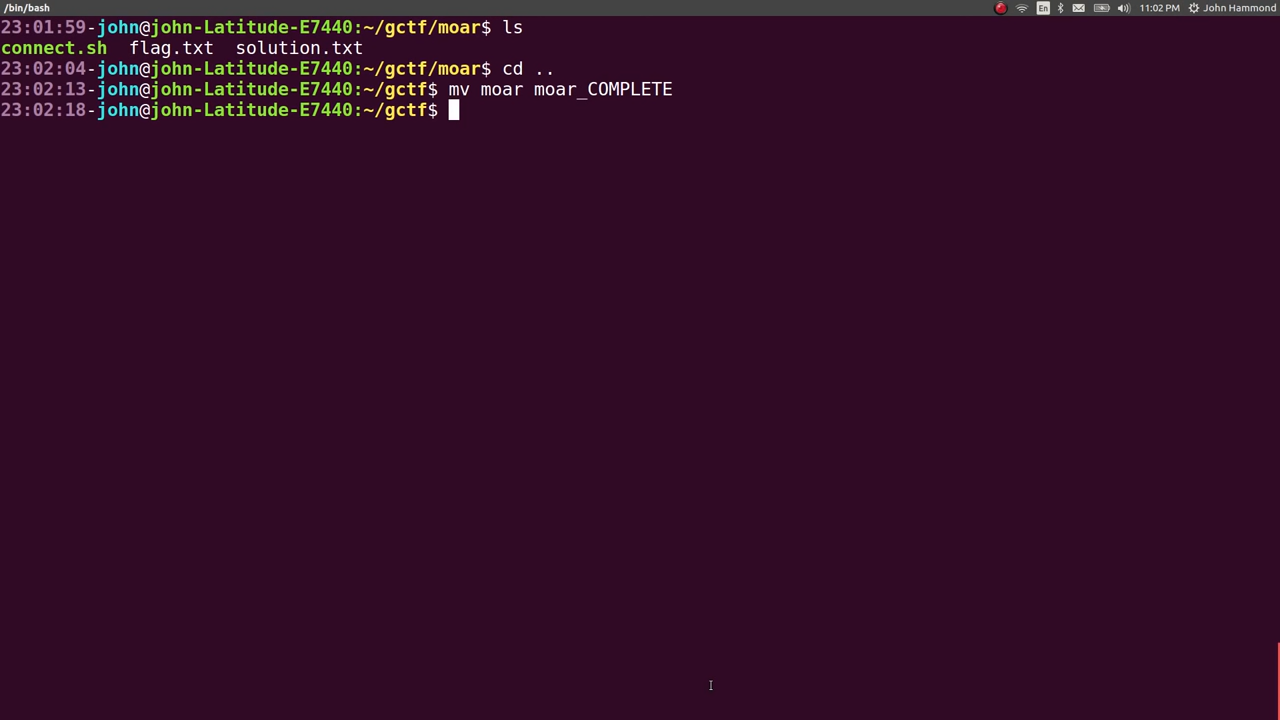 /bin/bash
En 11:02 PM John Hammond
23:01:59-john@john-Latitude-E7440:~/gctf/moar$ ls
connect.sh  flag.txt  solution.txt
23:02:04-john@john-Latitude-E7440:~/gctf/moar$ cd ..
23:02:13-john@john-Latitude-E7440:~/gctf$ mv moar moar_COMPLETE
23:02:18-john@john-Latitude-E7440:~/gctf$